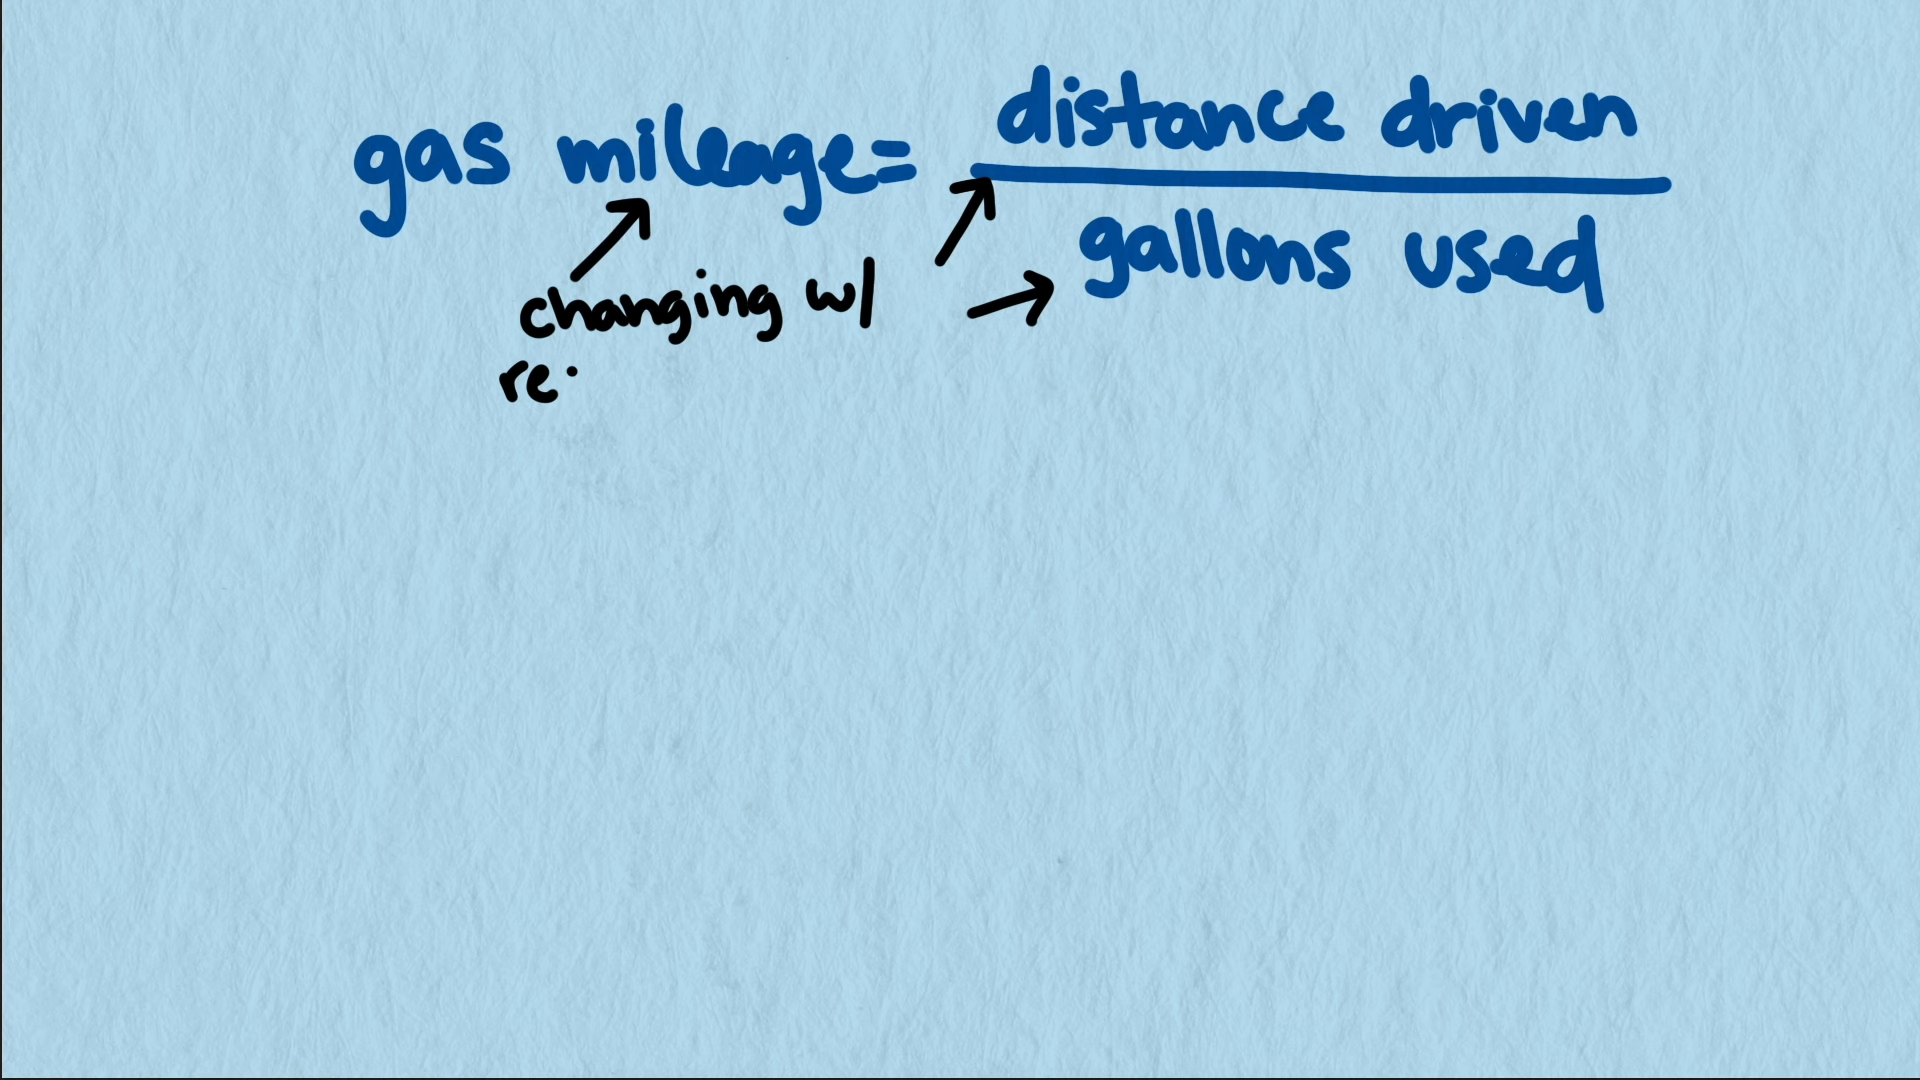 gas mileage= distance driven
gallons used
changing w/
re.